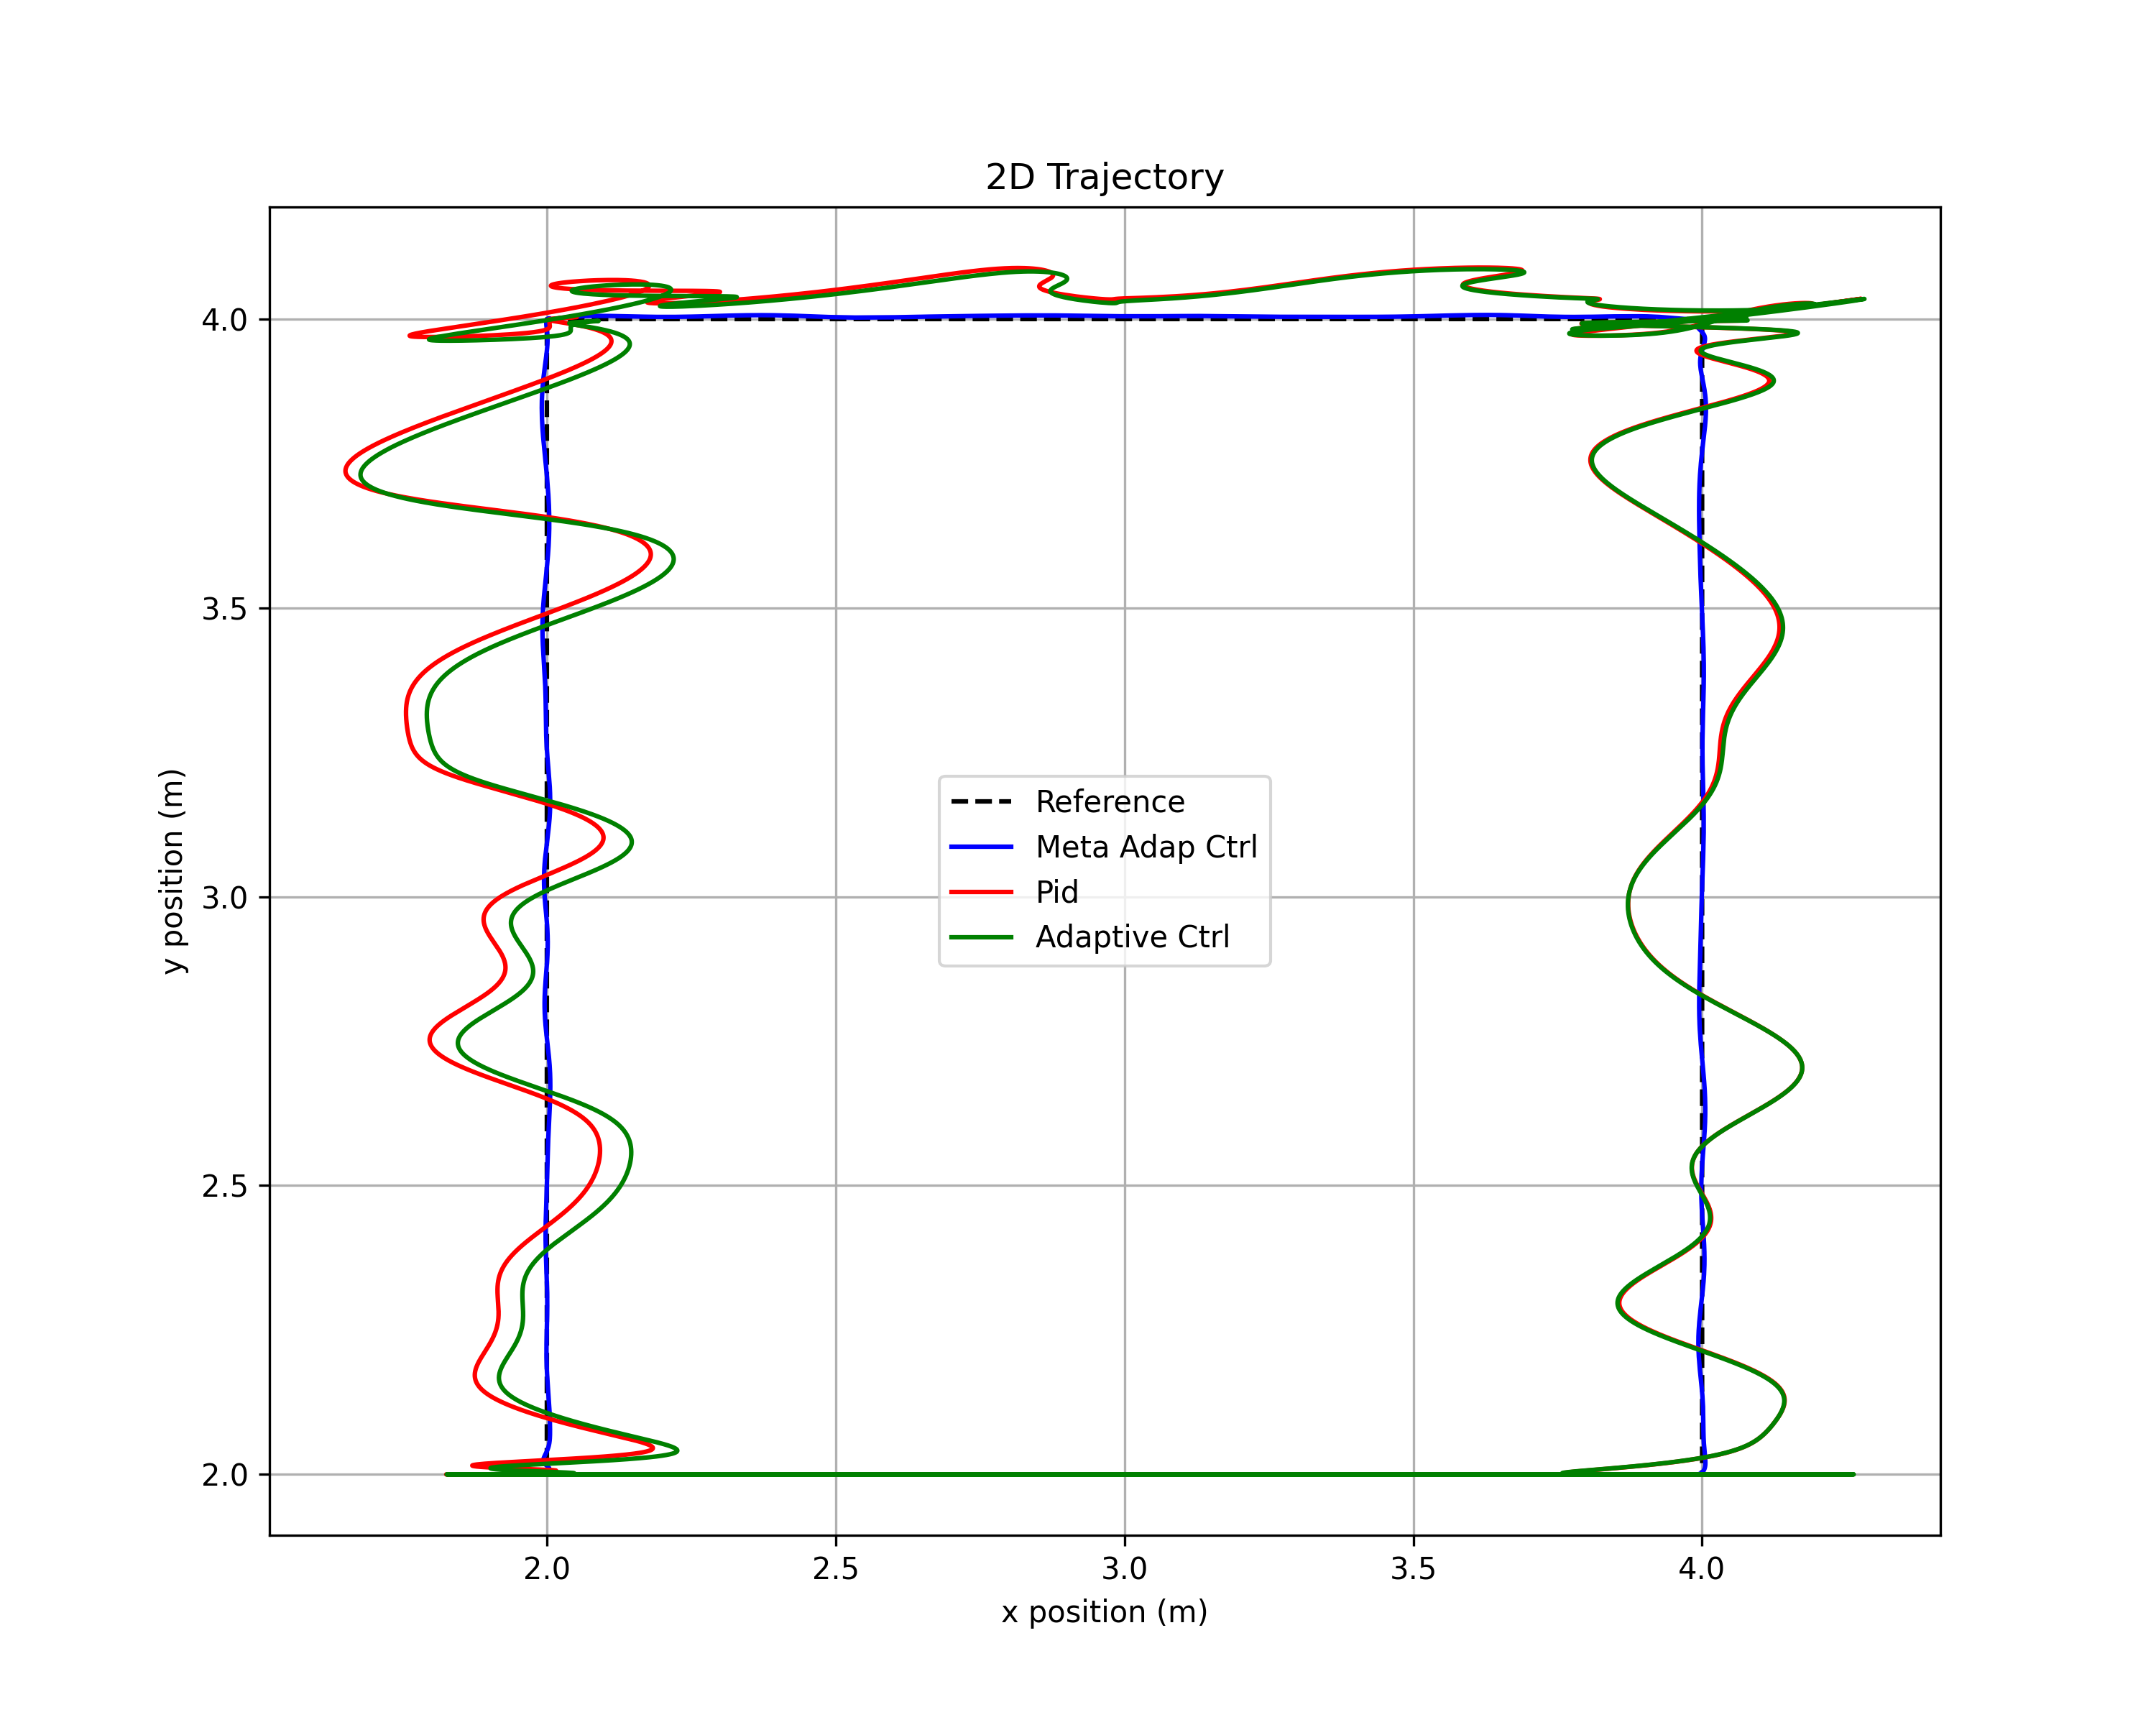 2D Trajectory
y position (m)
4.0
3.5
3.0
2.5
2.0
Reference
Meta Adap Ctrl
Pid
Adaptive Ctrl
2.0 2.5 3.0 3.5 4.0
x position (m)